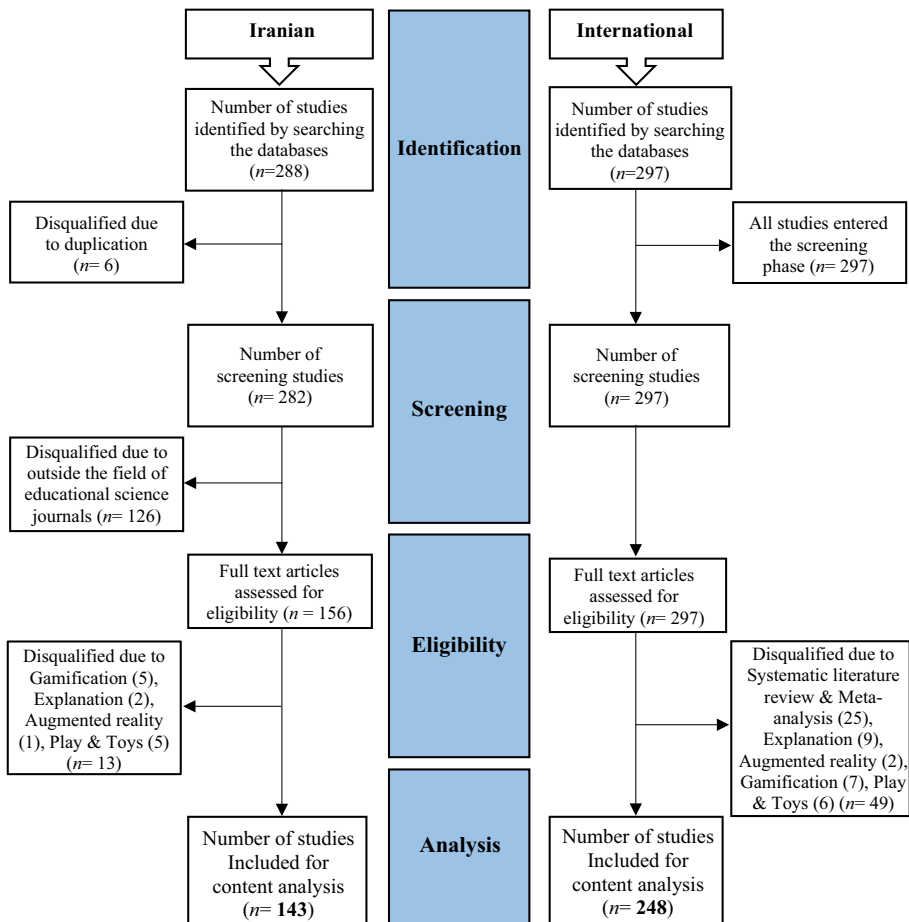 Iranian
International
Identification
Number of studies
identified by searching
the databases
(n=288)
Number of studies
identified by searching
the databases
(n=297)
Disqualified due
to duplication
(n= 6)
All studies entered
the screening
phase (n= 297)
Screening
Number of
screening studies
(n= 282)
Number of
screening studies
(n= 297)
Disqualified due to
outside the field of
educational science
journals (n= 126)
Eligibility
Full text articles
assessed for
eligibility (n = 156)
Full text articles
assessed for
eligibility (n= 297)
Disqualified due to
Gamification (5),
Explanation (2),
Augmented reality
(1), Play & Toys (5)
(n= 13)
Disqualified due to
Systematic literature
review & Meta-
analysis (25),
Explanation (9),
Augmented reality (2),
Gamification (7), Play
& Toys (6) (n= 49)
Analysis
Number of studies
Included for
content analysis
(n= 143)
Number of studies
Included for
content analysis
(n= 248)